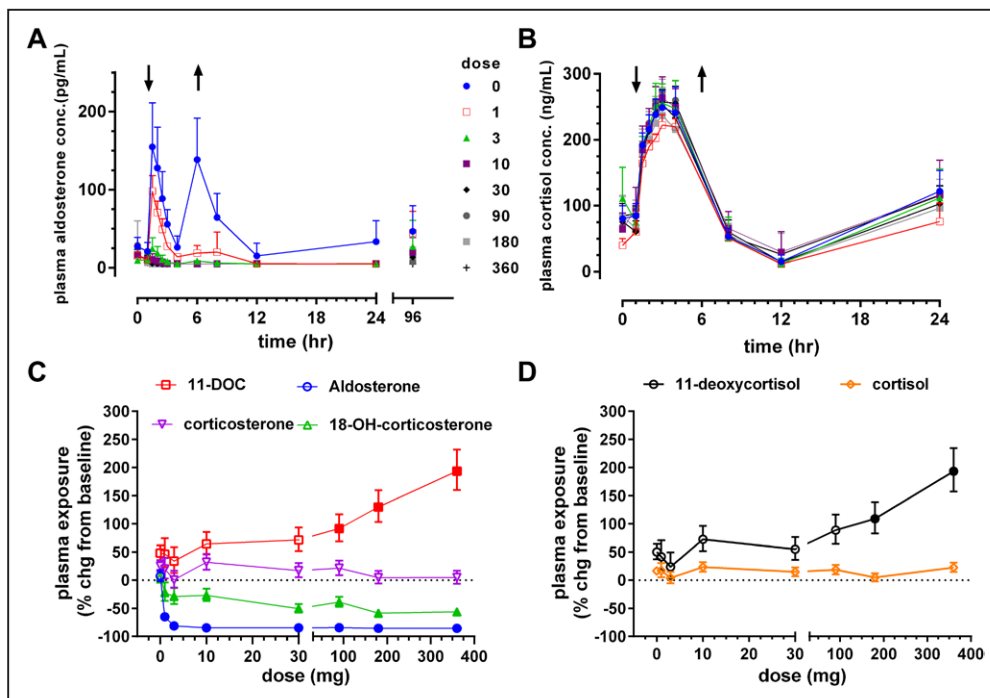 A
plasma aldosterone conc.(pg/mL)
200
100
0
0
6
12
24
96
time (hr)
dose
0
1
3
10
30
90
180
360
B
plasma cortisol conc. (ng/mL)
300
250
200
150
100
50
0
0
6
12
24
time (hr)
C
11-DOC
Aldosterone
corticosterone
18-OH-corticosterone
plasma exposure
(% chg from baseline)
300
250
200
150
100
50
0
-50
-100
0
10
20
30
100
200
300
400
dose (mg)
D
11-deoxycortisol
cortisol
plasma exposure
(% chg from baseline)
300
250
200
150
100
50
0
-50
-100
0
10
20
30
100
200
300
400
dose (mg)